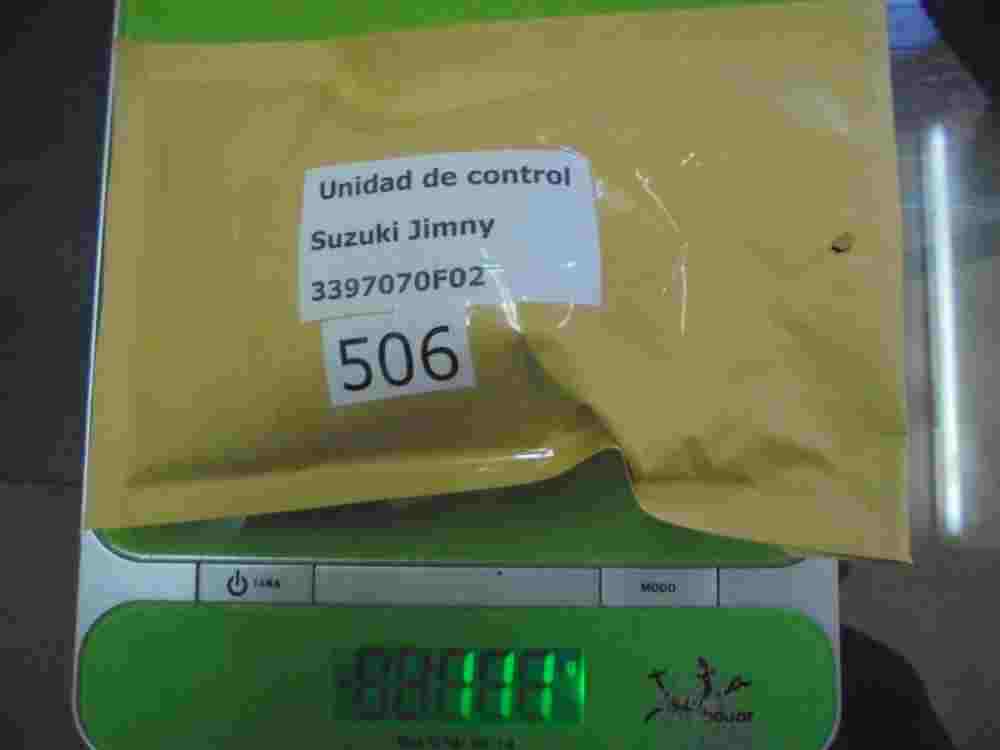 Unidad de control
Suzuki Jimny
3397070F02
506
TARA
MODO
111